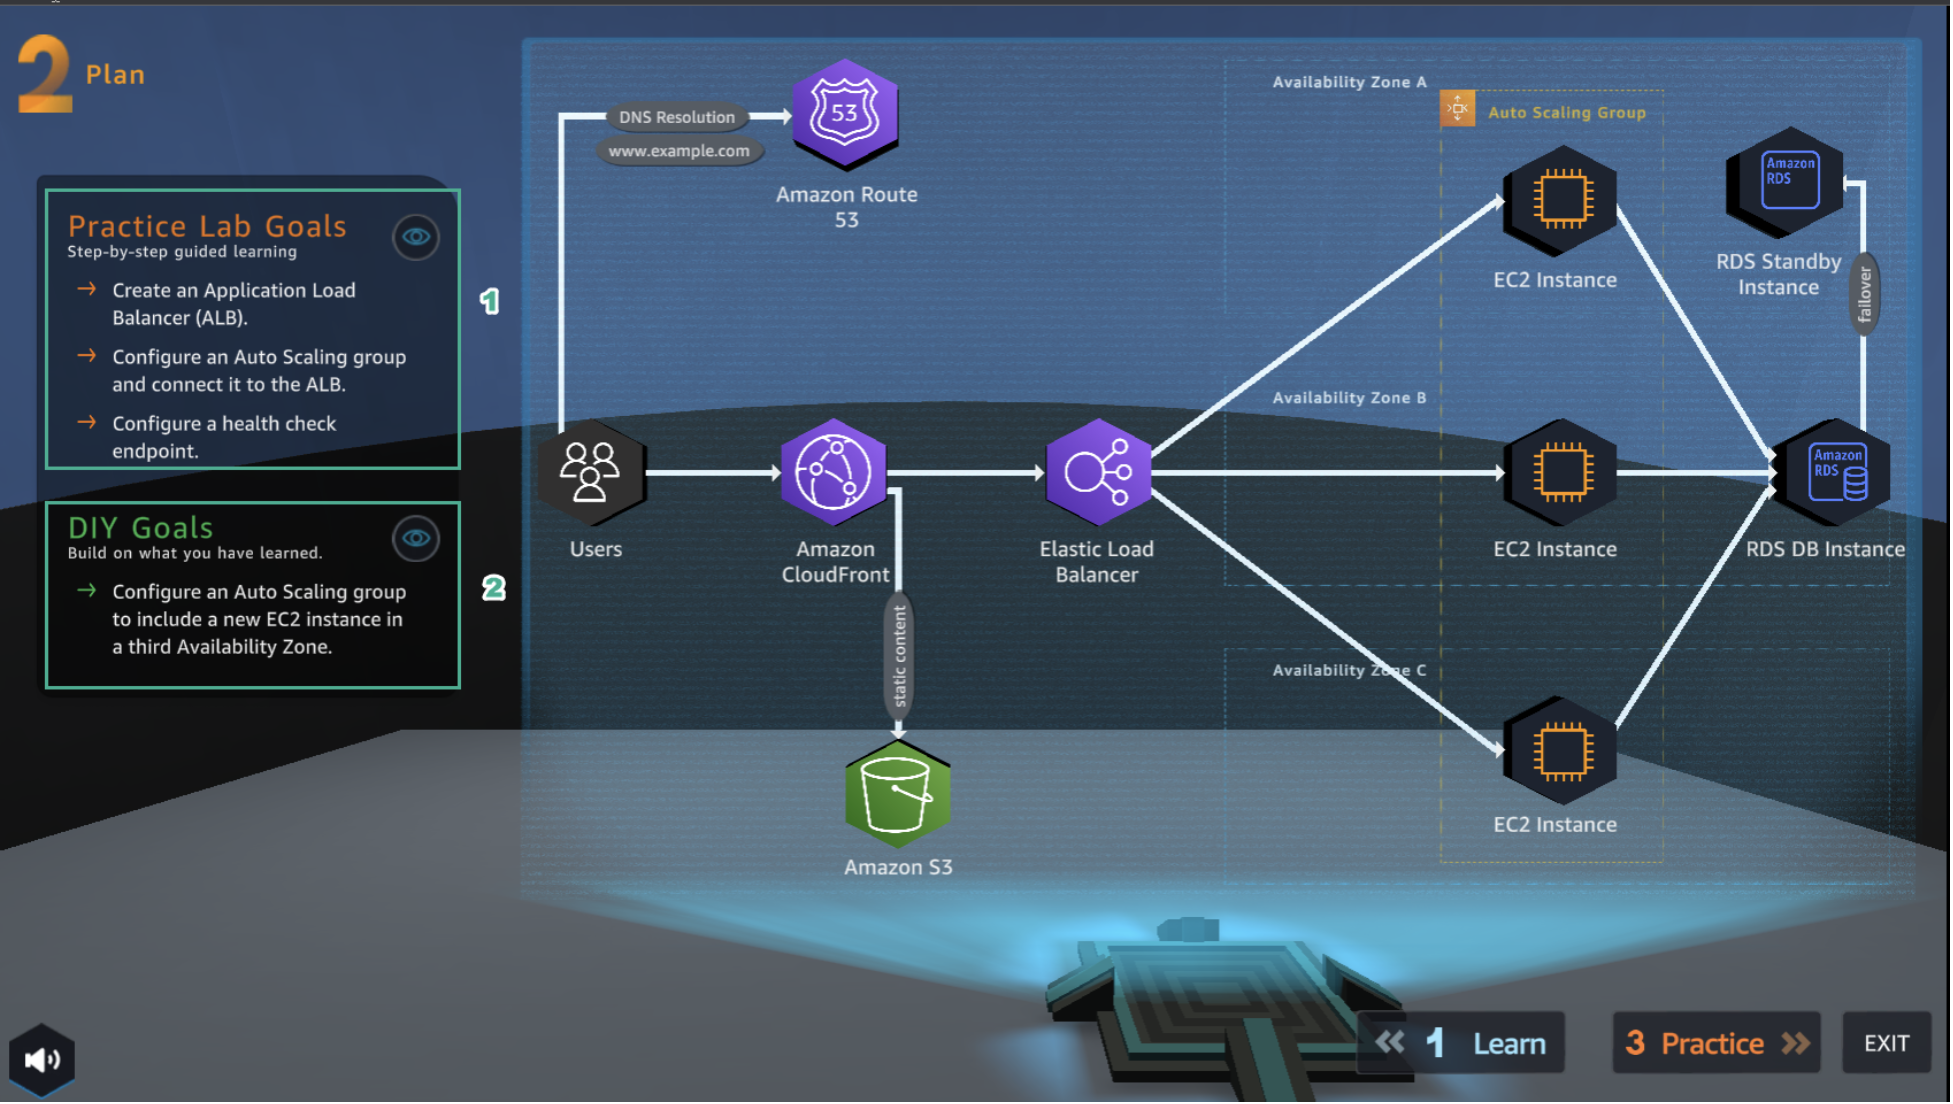 2 Plan
Practice Lab Goals
Step-by-step guided learning
→ Create an Application Load
Balancer (ALB).
→ Configure an Auto Scaling group
and connect it to the ALB.
→ Configure a health check
endpoint.
1
DIY Goals
Build on what you have learned.
→ Configure an Auto Scaling group
to include a new EC2 instance in
a third Availability Zone.
2
DNS Resolution
www.example.com
53
Amazon Route
53
Availability Zone A
Auto Scaling Group
EC2 Instance
Amazon
RDS
RDS Standby
Instance
failover
Availability Zone B
Users
Amazon
CloudFront
Elastic Load
Balancer
EC2 Instance
Amazon
RDS
RDS DB Instance
static content
Availability Zone C
Amazon S3
EC2 Instance
1 Learn
3 Practice
EXIT